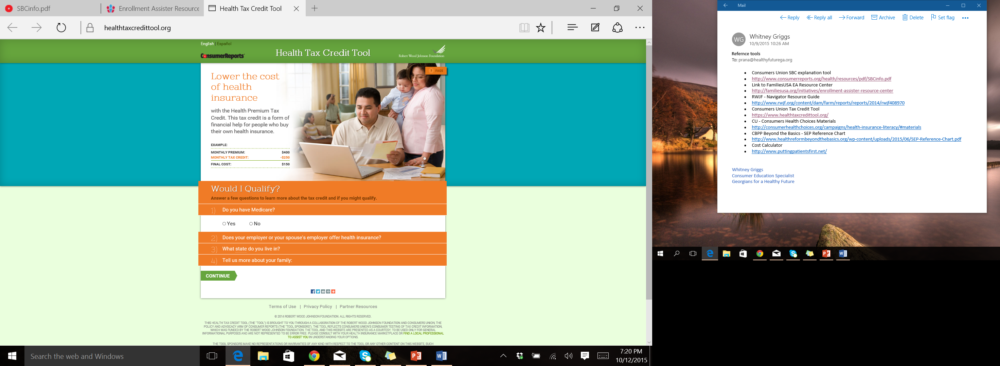 SBCinfo.pdf
Enrollment Assister Resource
Health Tax Credit Tool
healthtaxcredittool.org
English | Español
ConsumerReports
Health Tax Credit Tool
Robert Wood Johnson Foundation
? FAQS
Lower the cost
of health
insurance
with the Health Premium Tax
Credit. This tax credit is a form of
financial help for people who buy
their own health insurance.
EXAMPLE:
MONTHLY PREMIUM: $400
MONTHLY TAX CREDIT: -$250
FINAL COST: $150
Would I Qualify?
Answer a few questions to learn more about the tax credit and if you might qualify.
1) Do you have Medicare?
Yes No
2) Does your employer or your spouse's employer offer health insurance?
3) What state do you live in?
4) Tell us more about your family:
CONTINUE
Terms of Use | Privacy Policy | Partner Resources
© 2014 ROBERT WOOD JOHNSON FOUNDATION. ALL RIGHTS RESERVED.
THIS HEALTH TAX CREDIT TOOL (THE "TOOL") IS BROUGHT TO YOU THROUGH A COLLABORATION OF THE ROBERT WOOD JOHNSON FOUNDATION AND CONSUMERS UNION, THE
POLICY AND ADVOCACY ARM OF CONSUMER REPORTS (THE "TOOL SPONSORS"). THE TOOL REFLECTS CONSUMERS UNION'S CONSUMER TESTING OF TAX CREDIT INFORMATION,
WHICH WAS FUNDED BY THE ROBERT WOOD JOHNSON FOUNDATION. THE TOOL AND THIS WEBSITE ARE PRESENTED AS A COURTESY, TO BE USED ONLY FOR GENERAL
INFORMATIONAL PURPOSES AND ARE NOT REPRESENTED TO BE ERROR FREE. PLEASE CONSULT WITH YOUR HEALTH INSURANCE MARKETPLACE OR FIND A LOCAL PROFESSIONAL
TO ASSIST YOU IN UNDERSTANDING YOUR OPTIONS.
THE TOOL SPONSORS MAKE NO REPRESENTATIONS OR WARRANTIES OF ANY KIND WITH RESPECT TO THE TOOL OR ANY OTHER CONTENT ON THIS WEBSITE, SUCH
Search the web and Windows
7:20 PM
10/12/2015
Mail
Reply Reply all Forward Archive Delete Set flag
WG
Whitney Griggs
10/9/2015 10:26 AM
Refernce tools
To: prana@healthyfuturega.org
• Consumers Union SBC explanation tool
• http://www.consumerreports.org/health/resources/pdf/SBCinfo.pdf
• Link to FamiliesUSA EA Resource Center
• http://familiesusa.org/initiatives/enrollment-assister-resource-center
• RWJF - Navigator Resource Guide
• http://www.rwjf.org/content/dam/farm/reports/reports/2014/rwjf408970
• Consumers Union Tax Credit Tool
• https://www.healthtaxcredittool.org/
• CU - Consumers Health Choices Materials
• http://consumerhealthchoices.org/campaigns/health-insurance-literacy/#materials
• CBPP Beyond the Basics - SEP Reference Chart
• http://www.healthreformbeyondthebasics.org/wp-content/uploads/2015/06/SEP-Reference-Chart.pdf
• Cost Calculator
• http://www.puttingpatientsfirst.net/
Whitney Griggs
Consumer Education Specialist
Georgians for a Healthy Future